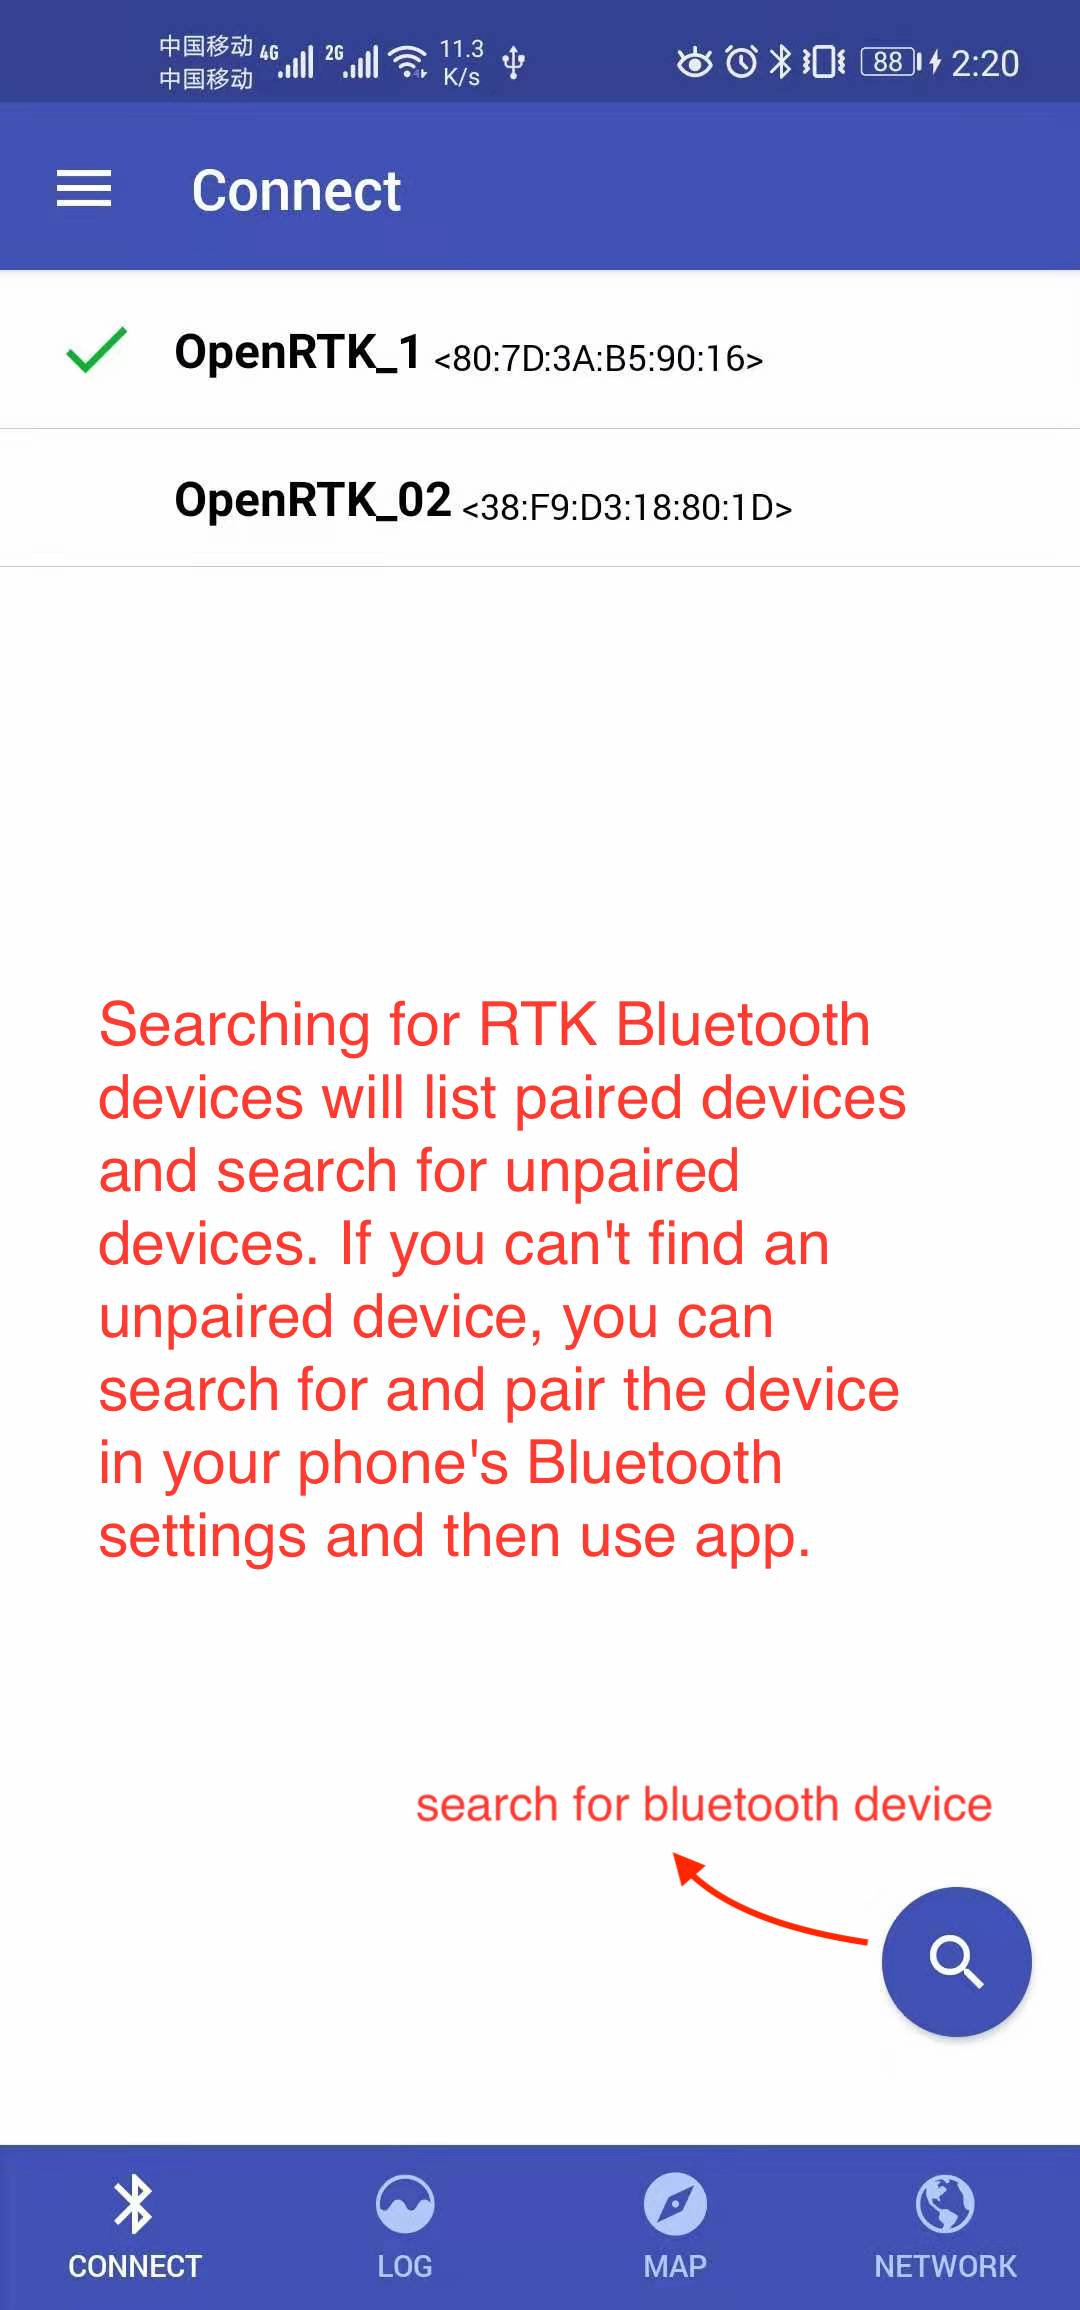 中国移动 4G 2G 11.3 88 2:20
中国移动 K/s
Connect
OpenRTK_1 <80:7D:3A:B5:90:16>
OpenRTK_02 <38:F9:D3:18:80:1D>
Searching for RTK Bluetooth
devices will list paired devices
and search for unpaired
devices. If you can't find an
unpaired device, you can
search for and pair the device
in your phone's Bluetooth
settings and then use app.
search for bluetooth device
CONNECT LOG MAP NETWORK